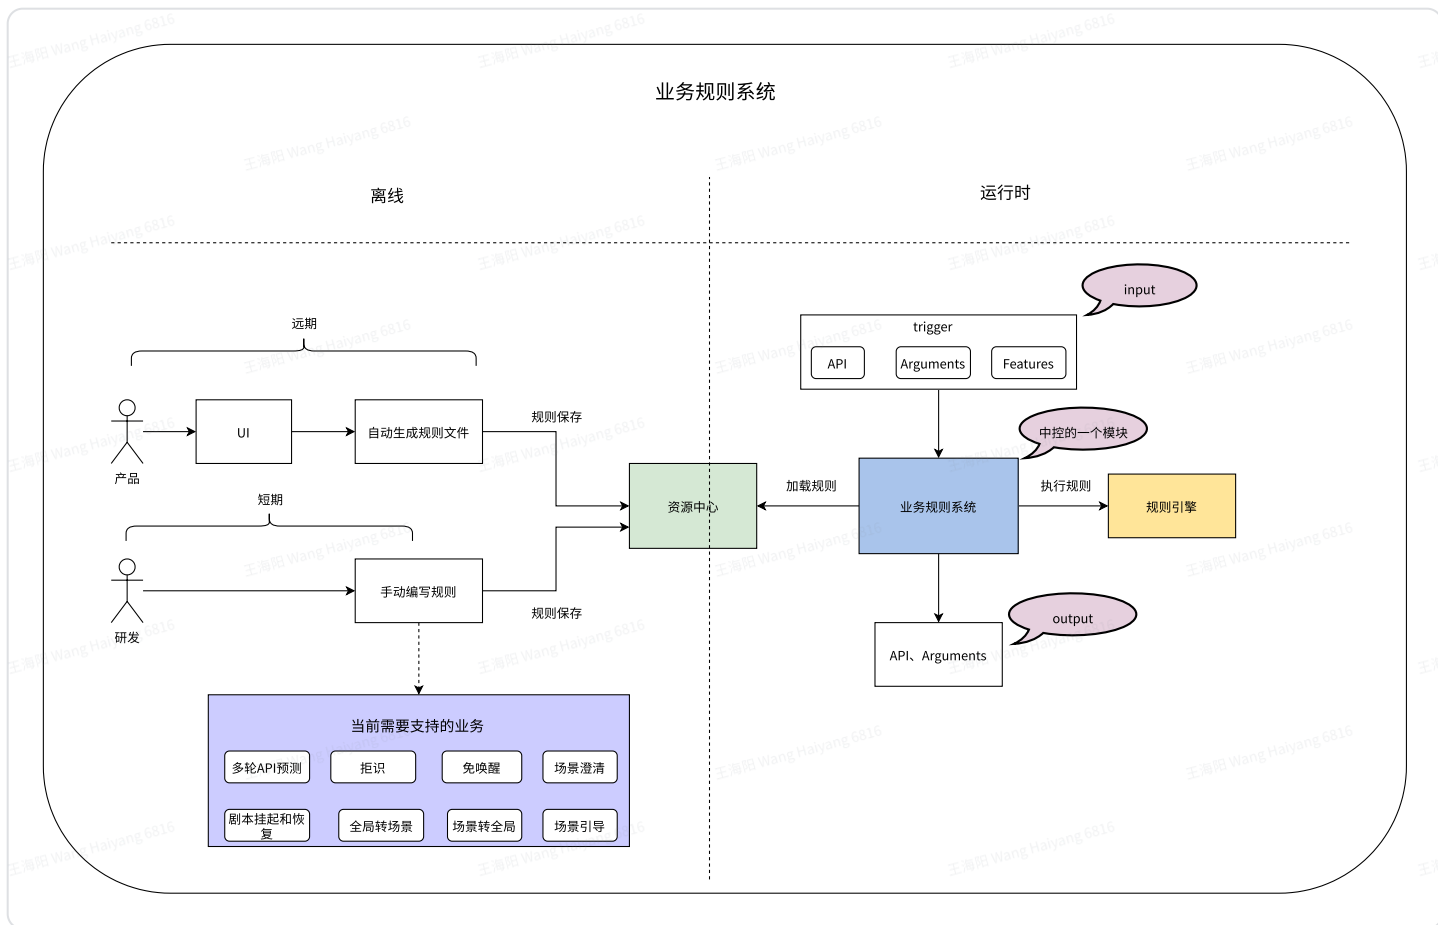 业务规则系统
离线
运行时
input
远期
trigger
API
Arguments
Features
UI
自动生成规则文件
规则保存
中控的一个模块
产品
短期
资源中心
加载规则
业务规则系统
执行规则
规则引擎
手动编写规则
规则保存
研发
output
API、Arguments
当前需要支持的业务
多轮API预测
拒识
免唤醒
场景澄清
剧本挂起和恢
复
全局转场景
场景转全局
场景引导
王海阳 Wang Haiyang 6816